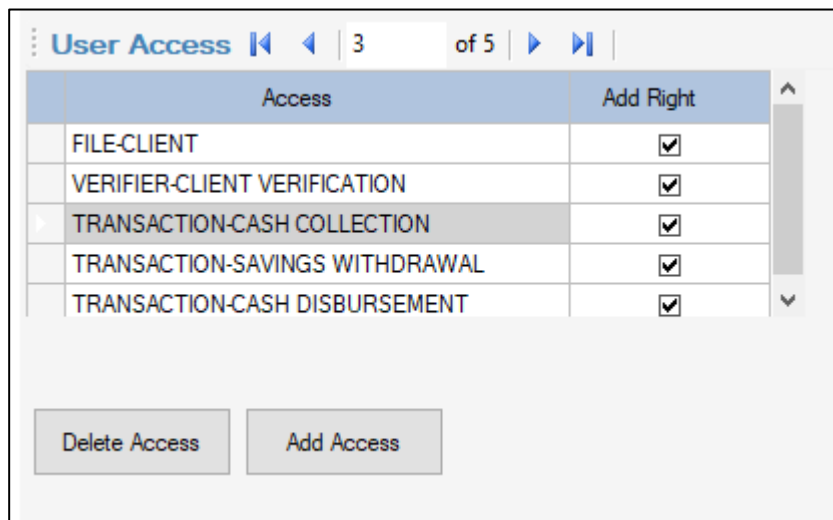 User Access 3 of 5
Access Add Right
FILE-CLIENT
VERIFIER-CLIENT VERIFICATION
TRANSACTION-CASH COLLECTION
TRANSACTION-SAVINGS WITHDRAWAL
TRANSACTION-CASH DISBURSEMENT
Delete Access Add Access